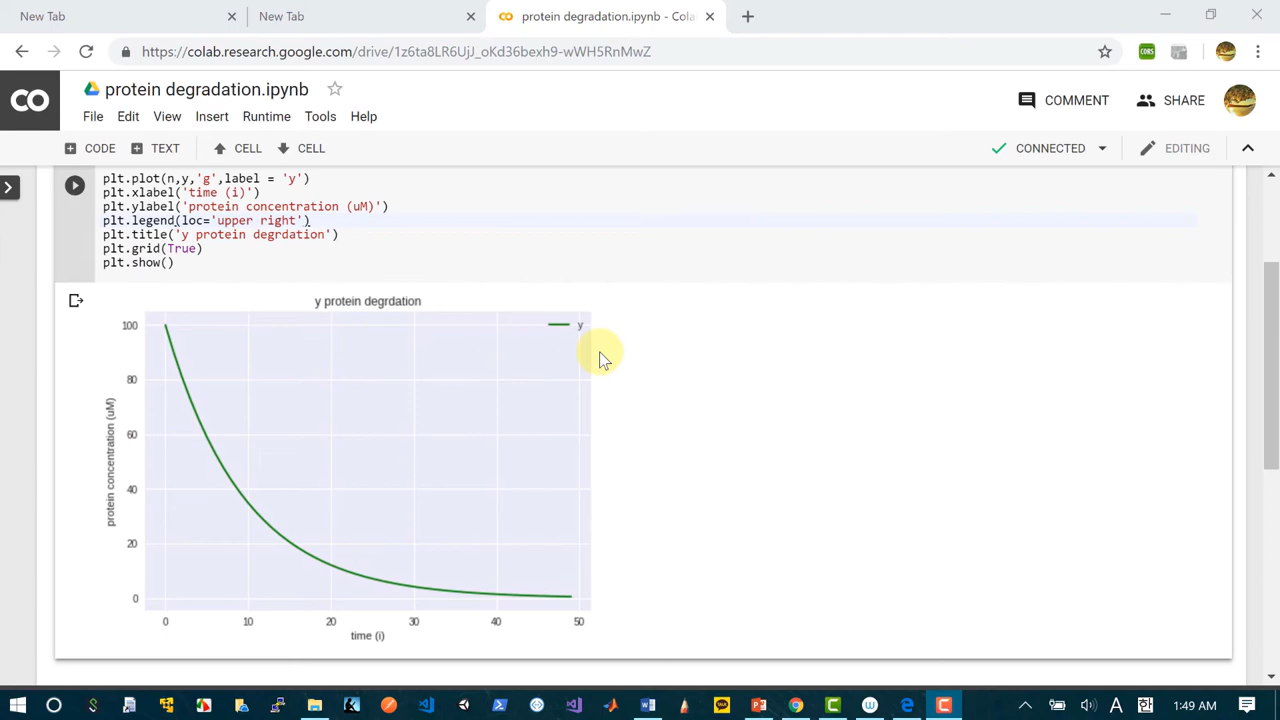 New Tab
New Tab
protein degradation.ipynb - Cola
https://colab.research.google.com/drive/1z6ta8LR6UjJ_oKd36bexh9-wWH5RnMwZ
CORS
CO
protein degradation.ipynb
COMMENT
SHARE
File Edit View Insert Runtime Tools Help
CODE TEXT CELL CELL CONNECTED EDITING
plt.plot(n,y,'g',label = 'y')
plt.xlabel('time (i)')
plt.ylabel('protein concentration (uM)')
plt.legend(loc='upper right')
plt.title('y protein degrdation')
plt.grid(True)
plt.show()
y protein degrdation
y
100
80
60
40
20
0
protein concentration (uM)
0 10 20 30 40 50
time (i)
A
1:49 AM